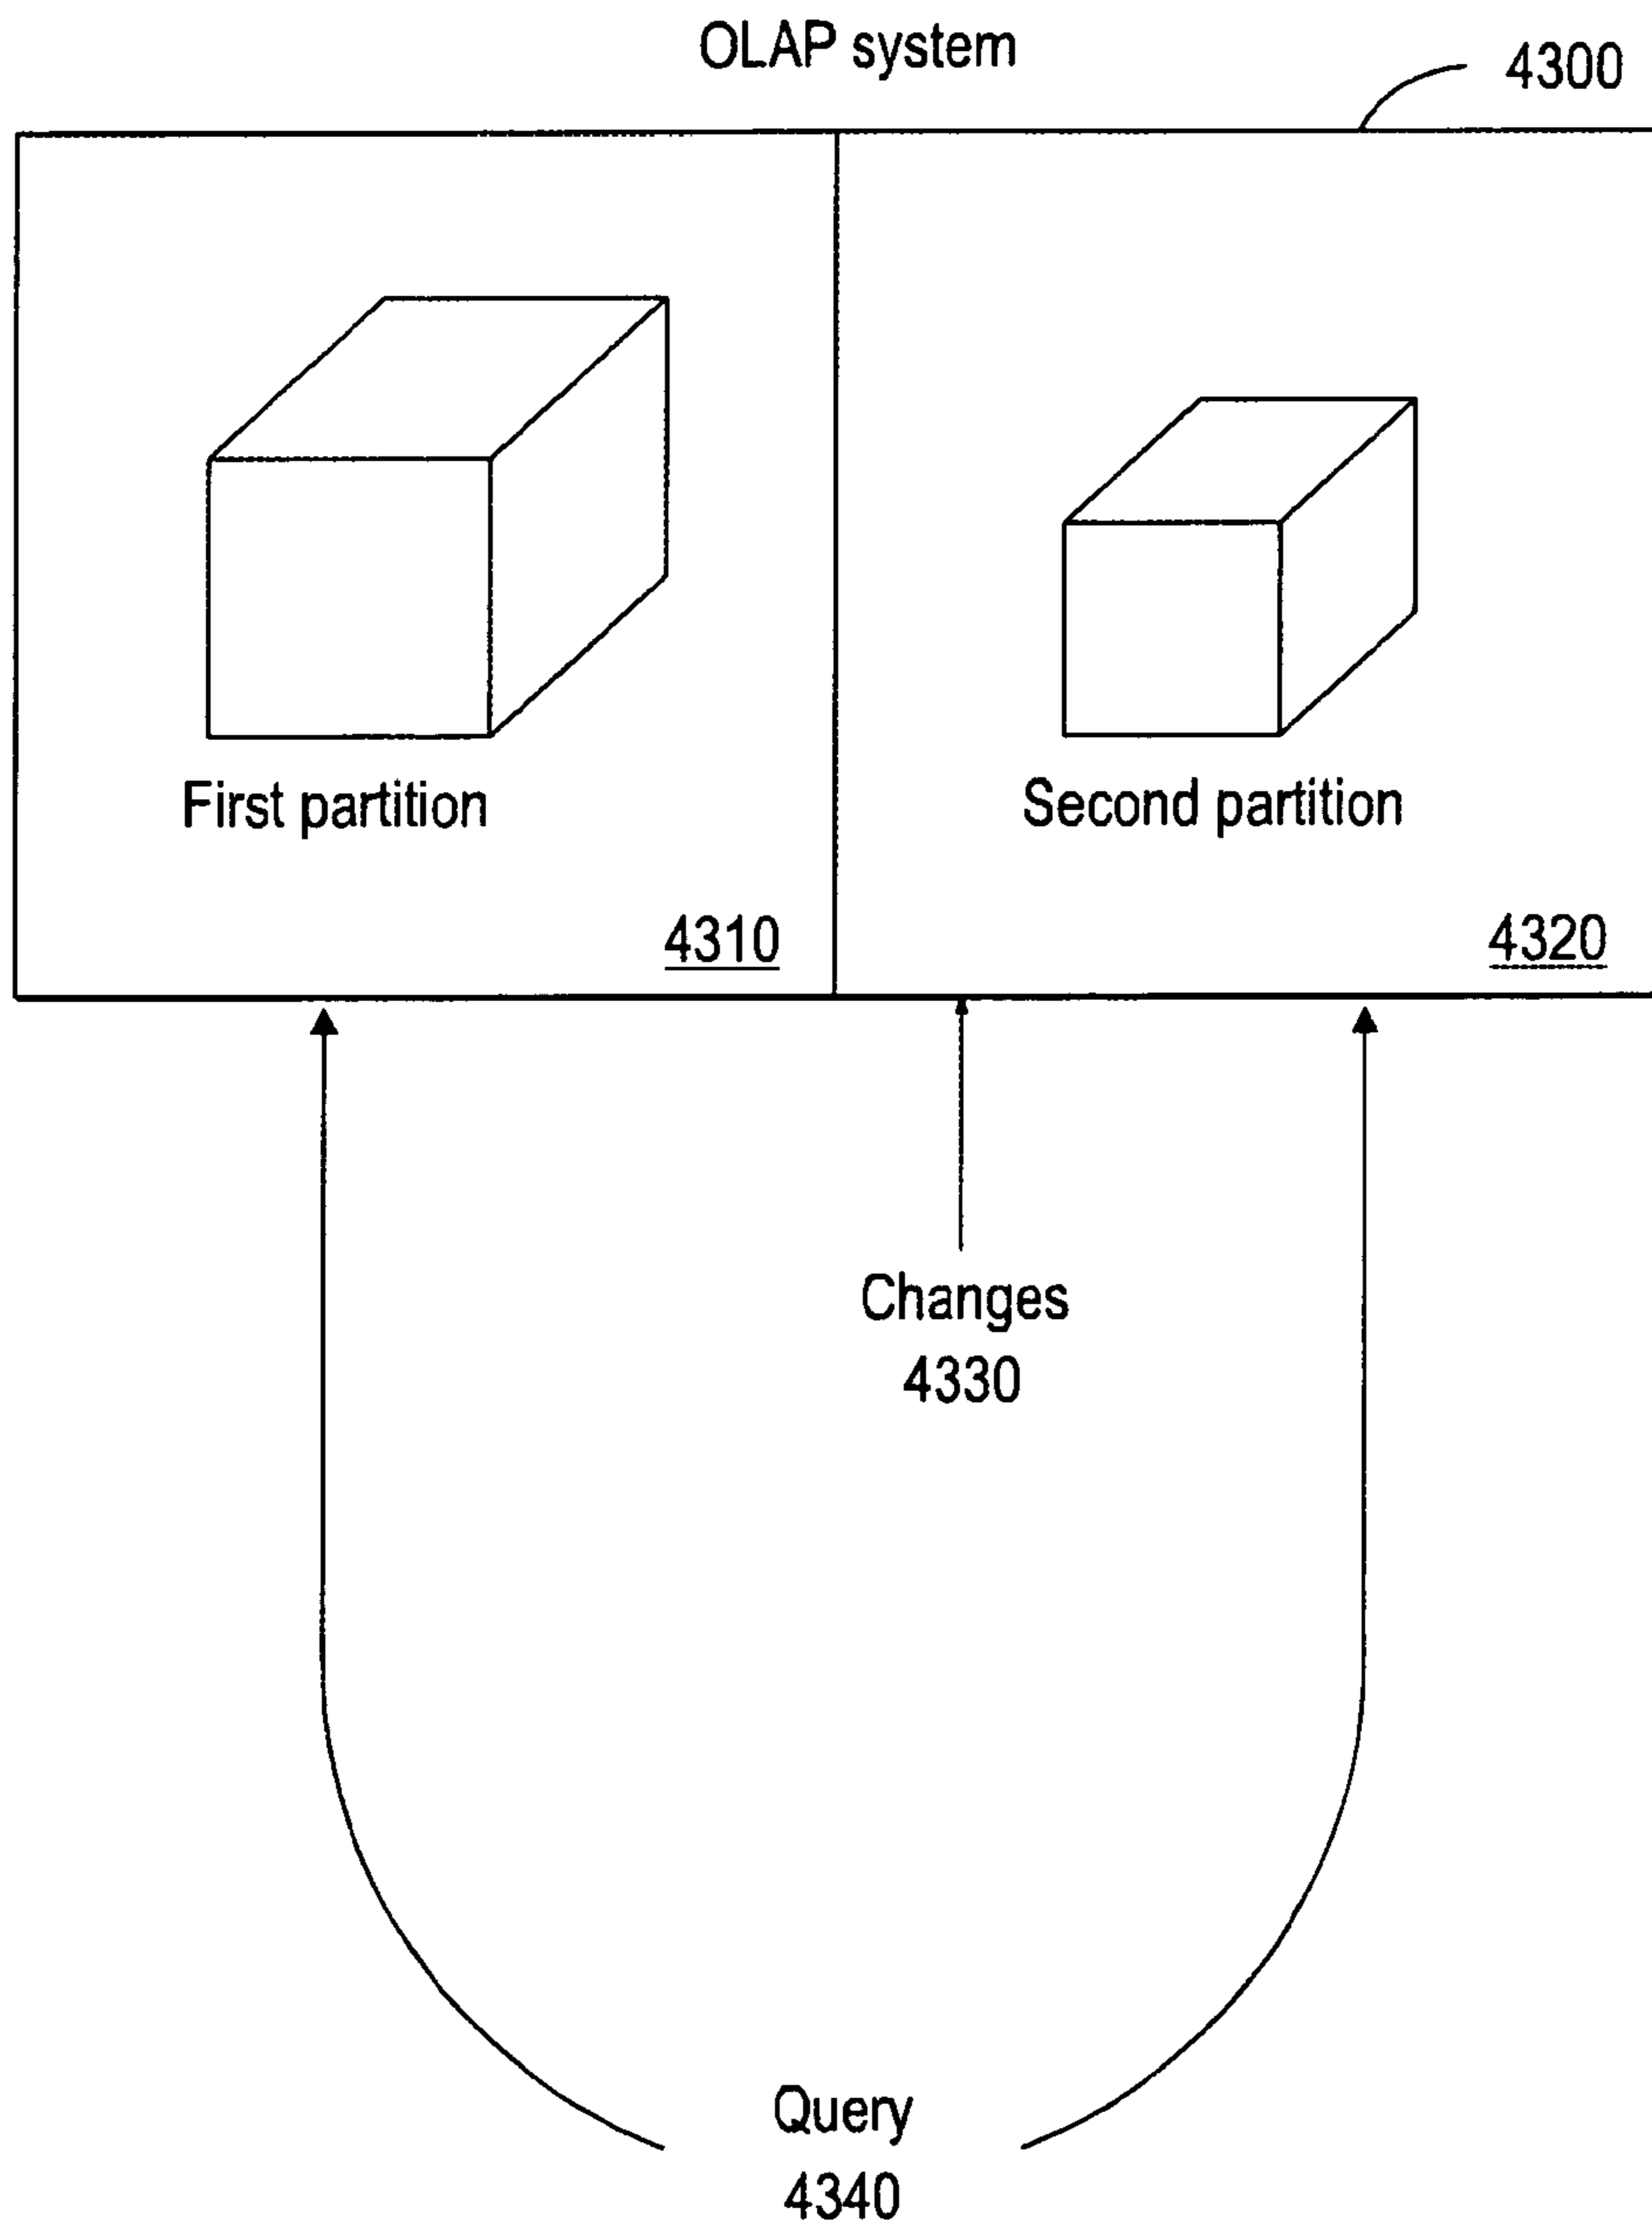 OLAP system
4300
First partition
Second partition
4310
4320
Changes
4330
Query
4340